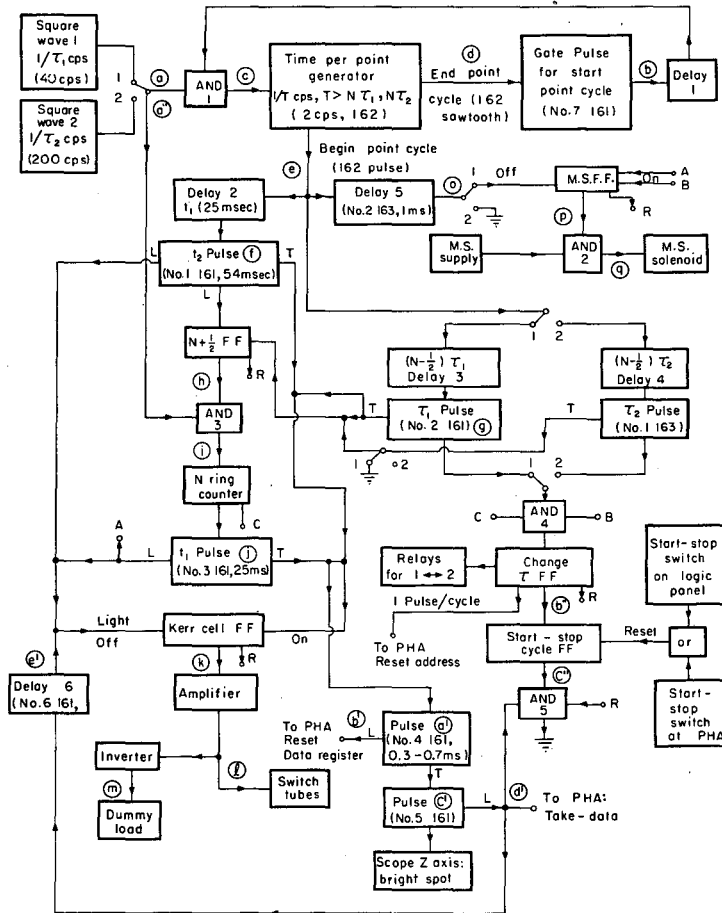 Square
wave 1
1/τ₁ cps
(40 cps)
Square
wave 2
1/τ₂ cps
(200 cps)
1
2
a
a"
AND
1
c
Time per point
generator
1/T cps, T > N τ₁, N τ₂
(2 cps, 162)
d
End point
cycle (162
sawtooth)
Gate Pulse
for start
point cycle
(No.7 161)
b
Delay
1
e
Begin point cycle
(162 pulse)
Delay 2
t₁' (25 msec)
Delay 5
(No.2 163, 1 ms)
o
1
Off
2
M.S.F.F.
On
A
B
R
p
M.S.
supply
AND
2
q
M.S.
solenoid
L
t₂ Pulse f
(No.1 161, 54msec)
T
L
N+½ FF
R
h
AND
3
i
N ring
counter
C
1
2
(N-½) τ₁
Delay 3
(N-½) τ₂
Delay 4
T
τ₁ Pulse
(No.2 161) g
T
τ₂ Pulse
(No.1 163)
1
2
1
2
C
AND
4
B
A
L
t₁ Pulse j
(No.3 161, 25ms)
T
Relays
for 1 ↔ 2
Change
τ FF
R
1 Pulse/cycle
b"
To PHA
Reset address
Start-stop
switch
on logic
panel
Start - stop
cycle FF
Reset
or
Start-
stop
switch
at PHA
C"
AND
5
R
Light
Off
Kerr cell FF
On
R
k
Amplifier
e'
Delay 6
(No.6 161,
Inverter
m
Dummy
load
ℓ
Switch
tubes
To PHA
Reset
Data register
b'
L
Pulse a'
(No.4 161,
0.3-0.7ms)
T
Pulse C'
(No.5 161)
L
d'
To PHA:
Take-data
Scope Z axis:
bright spot